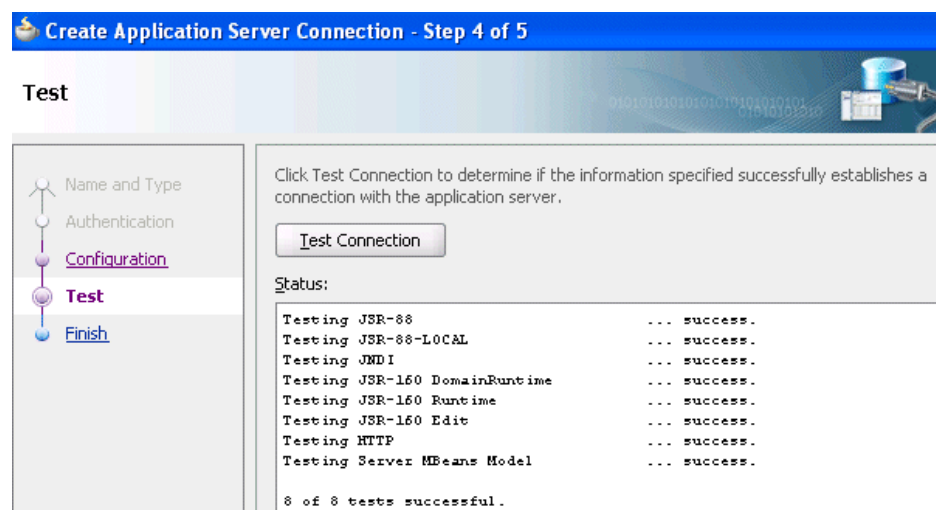 Create Application Server Connection - Step 4 of 5
Test
Name and Type
Authentication
Configuration
Test
Finish
Click Test Connection to determine if the information specified successfully establishes a
connection with the application server.
Test Connection
Status:
Testing JSR-88 ... success.
Testing JSR-88-LOCAL ... success.
Testing JNDI ... success.
Testing JSR-160 DomainRuntime ... success.
Testing JSR-160 Runtime ... success.
Testing JSR-160 Edit ... success.
Testing HTTP ... success.
Testing Server MBeans Model ... success.
8 of 8 tests successful.